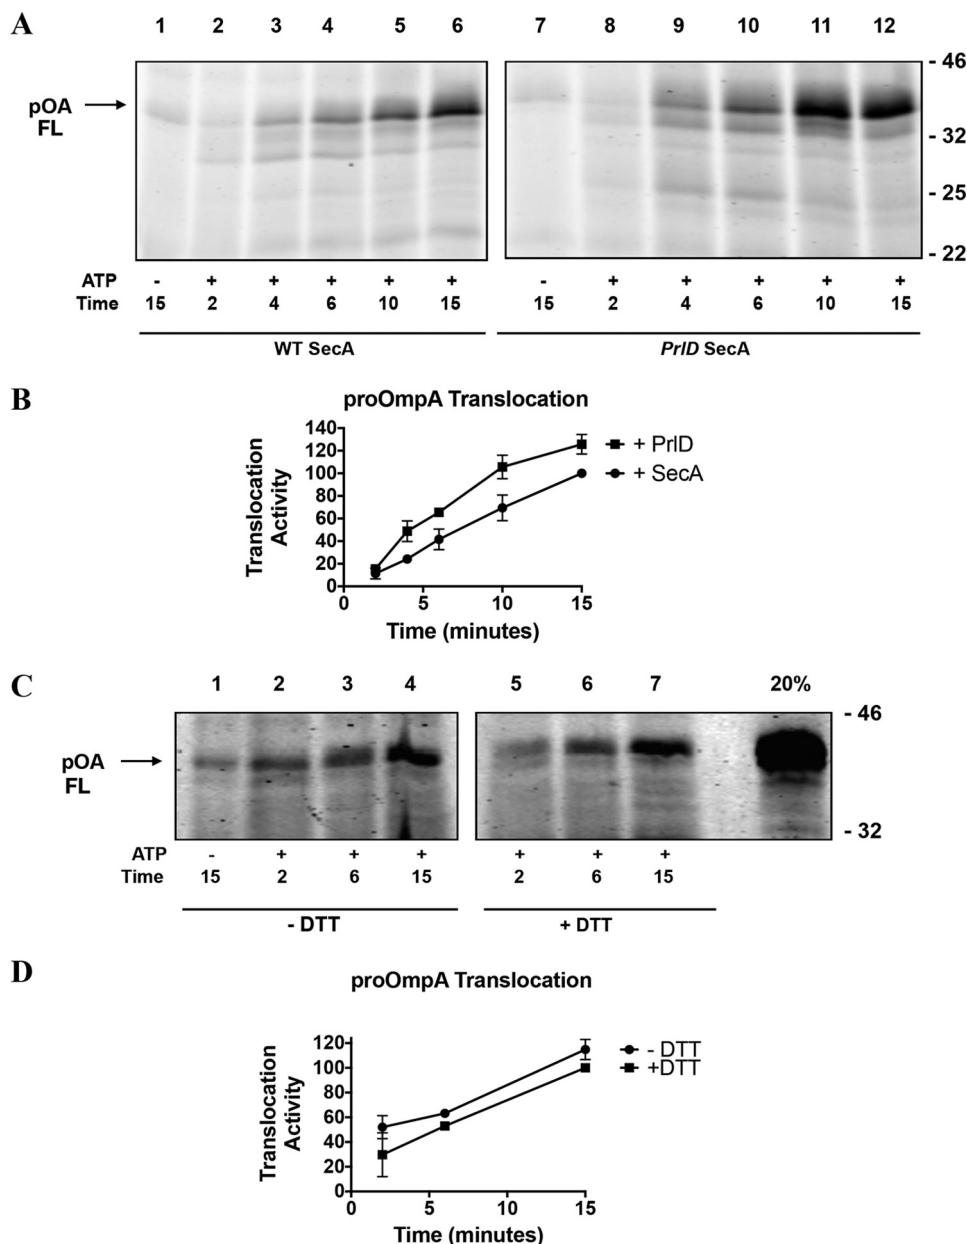 A
1 2 3 4 5 6 7 8 9 10 11 12
pOA
FL
- 46
- 32
- 25
- 22
ATP - + + + + + - + + + + +
Time 15 2 4 6 10 15 15 2 4 6 10 15
WT SecA PrlD SecA
B
proOmpA Translocation
Translocation
Activity
140
120
100
80
60
40
20
0
0 5 10 15
Time (minutes)
+ PrlD
+ SecA
C
1 2 3 4 5 6 7 20%
pOA
FL
- 46
- 32
ATP - + + + + + +
Time 15 2 6 15 2 6 15
- DTT + DTT
D
proOmpA Translocation
Translocation
Activity
120
100
80
60
40
20
0
0 5 10 15
Time (minutes)
- DTT
+DTT